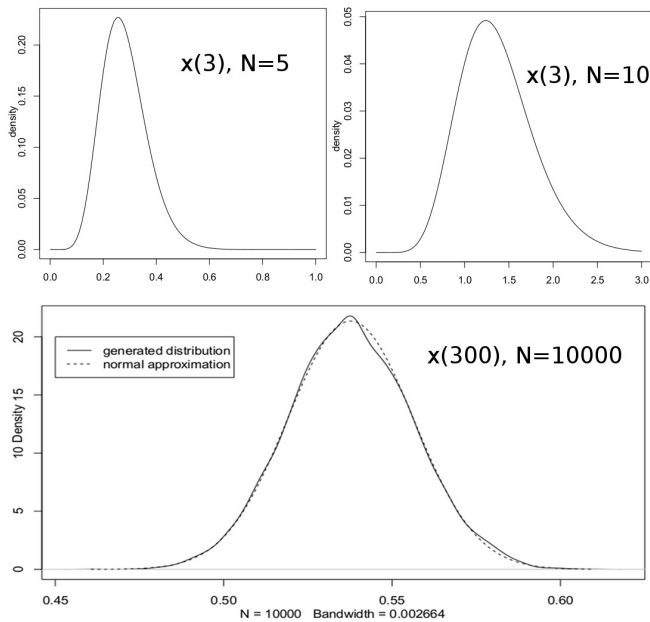 x(3), N=5
density
0.00 0.05 0.10 0.15 0.20
0.0 0.2 0.4 0.6 0.8 1.0
x(3), N=10
density
0.00 0.01 0.02 0.03 0.04 0.05
0.0 0.5 1.0 1.5 2.0 2.5 3.0
generated distribution
normal approximation
x(300), N=10000
Density
0 5 10 15 20
0.45 0.50 0.55 0.60
N = 10000 Bandwidth = 0.002664